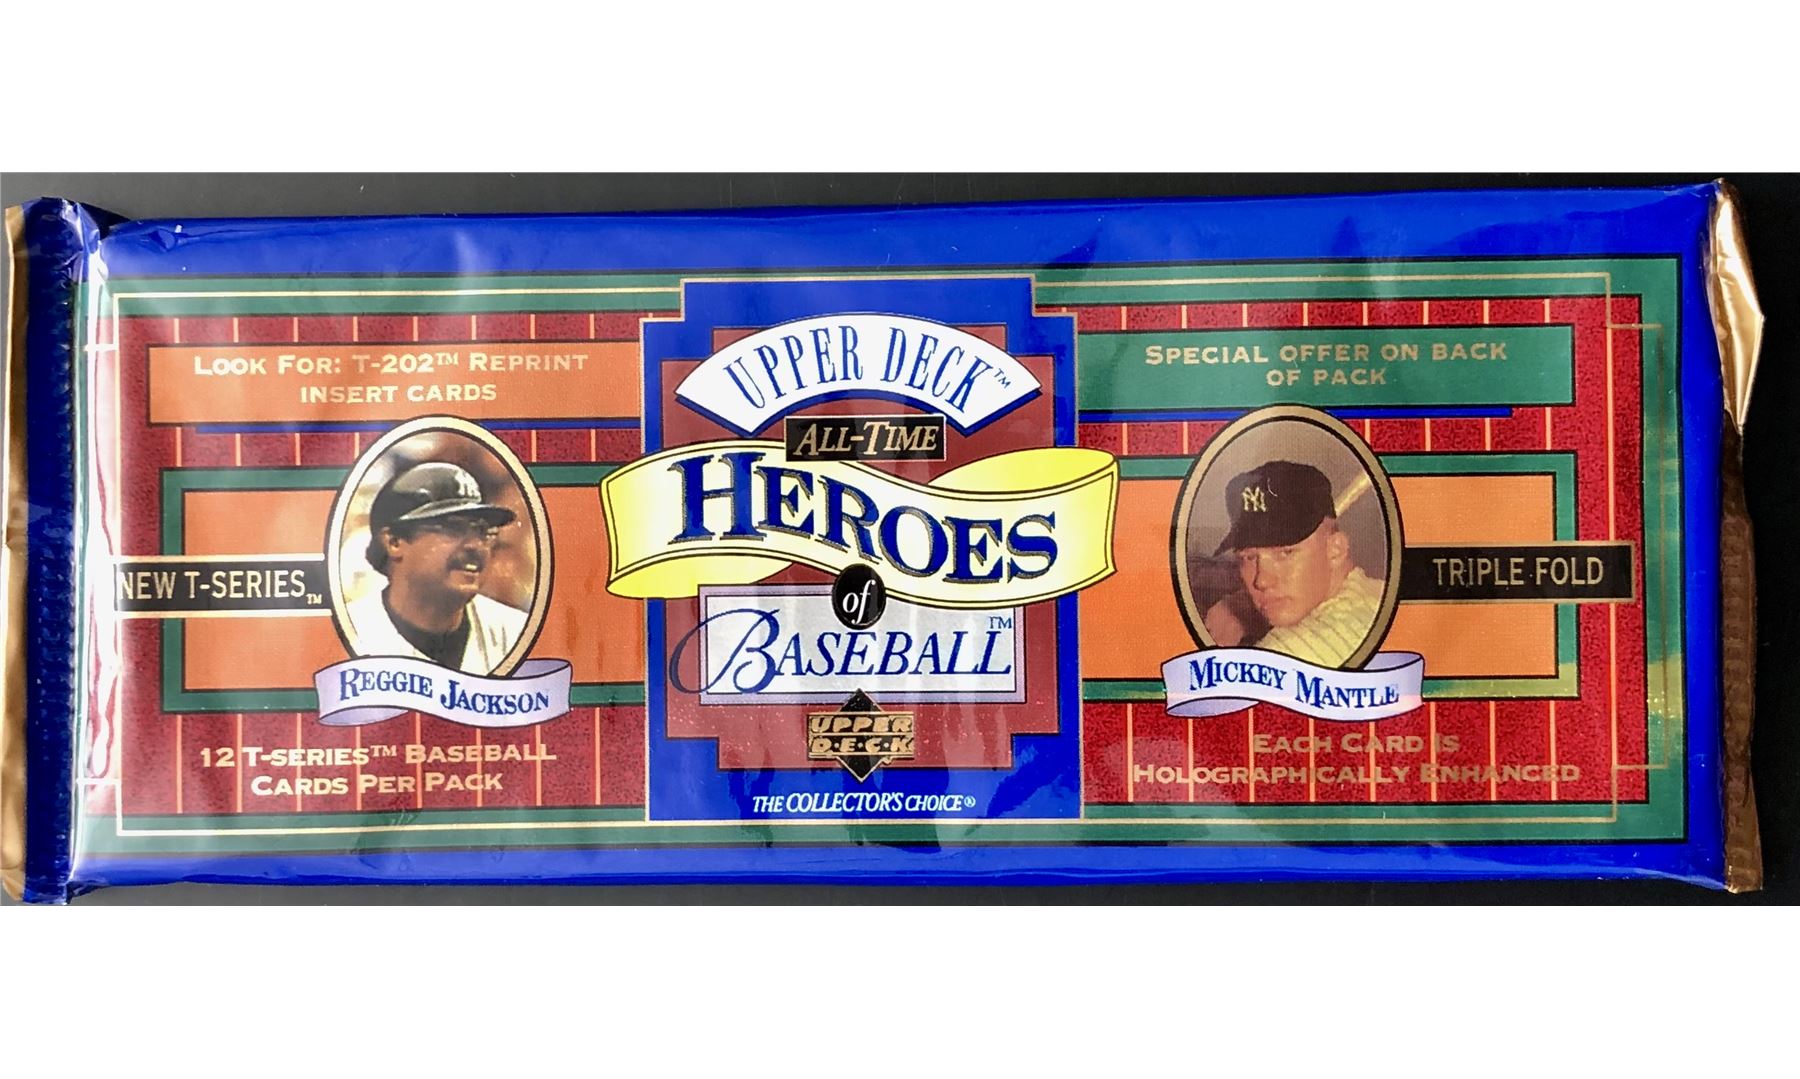 LOOK FOR: T-202™ REPRINT
INSERT CARDS
NEW T-SERIES™
NY
REGGIE JACKSON
12 T-SERIES™ BASEBALL
CARDS PER PACK
UPPER DECK™
ALL-TIME
HEROES
of
BASEBALL™
UPPER
D·E·C·K
THE COLLECTOR'S CHOICE®
SPECIAL OFFER ON BACK
OF PACK
NY
TRIPLE FOLD
MICKEY MANTLE
EACH CARD IS
HOLOGRAPHICALLY ENHANCED